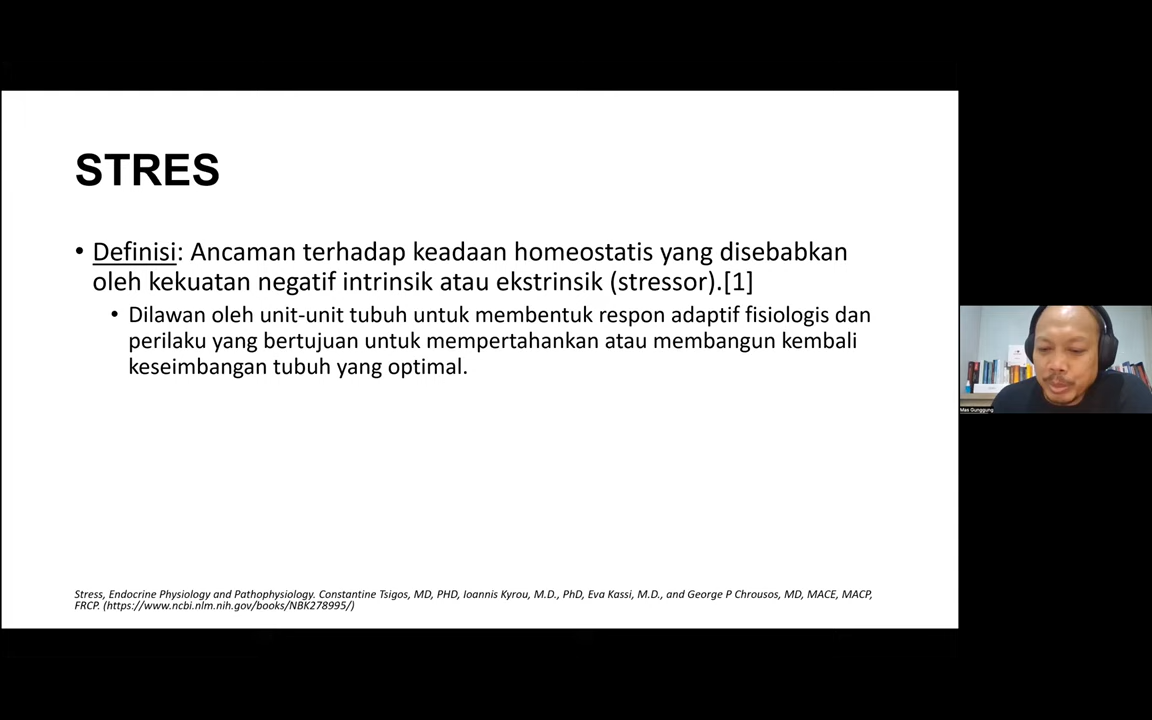 STRES
• Definisi: Ancaman terhadap keadaan homeostatis yang disebabkan
oleh kekuatan negatif intrinsik atau ekstrinsik (stressor).[1]
• Dilawan oleh unit-unit tubuh untuk membentuk respon adaptif fisiologis dan
perilaku yang bertujuan untuk mempertahankan atau membangun kembali
keseimbangan tubuh yang optimal.
Stress, Endocrine Physiology and Pathophysiology. Constantine Tsigos, MD, PHD, Ioannis Kyrou, M.D., PhD, Eva Kassi, M.D., and George P Chrousos, MD, MACE, MACP,
FRCP. (https://www.ncbi.nlm.nih.gov/books/NBK278995/)
Mas Gunggung